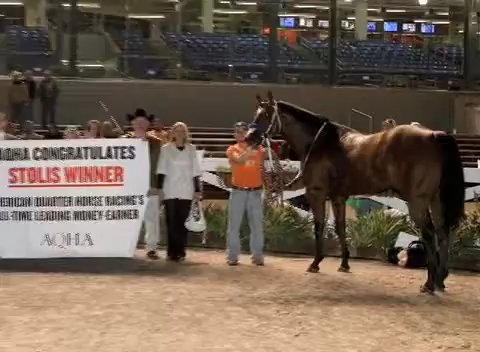 AQHA CONGRATULATES
STOLIS WINNER
AMERICAN QUARTER HORSE RACING'S
ALL-TIME LEADING MONEY-EARNER
AQHA